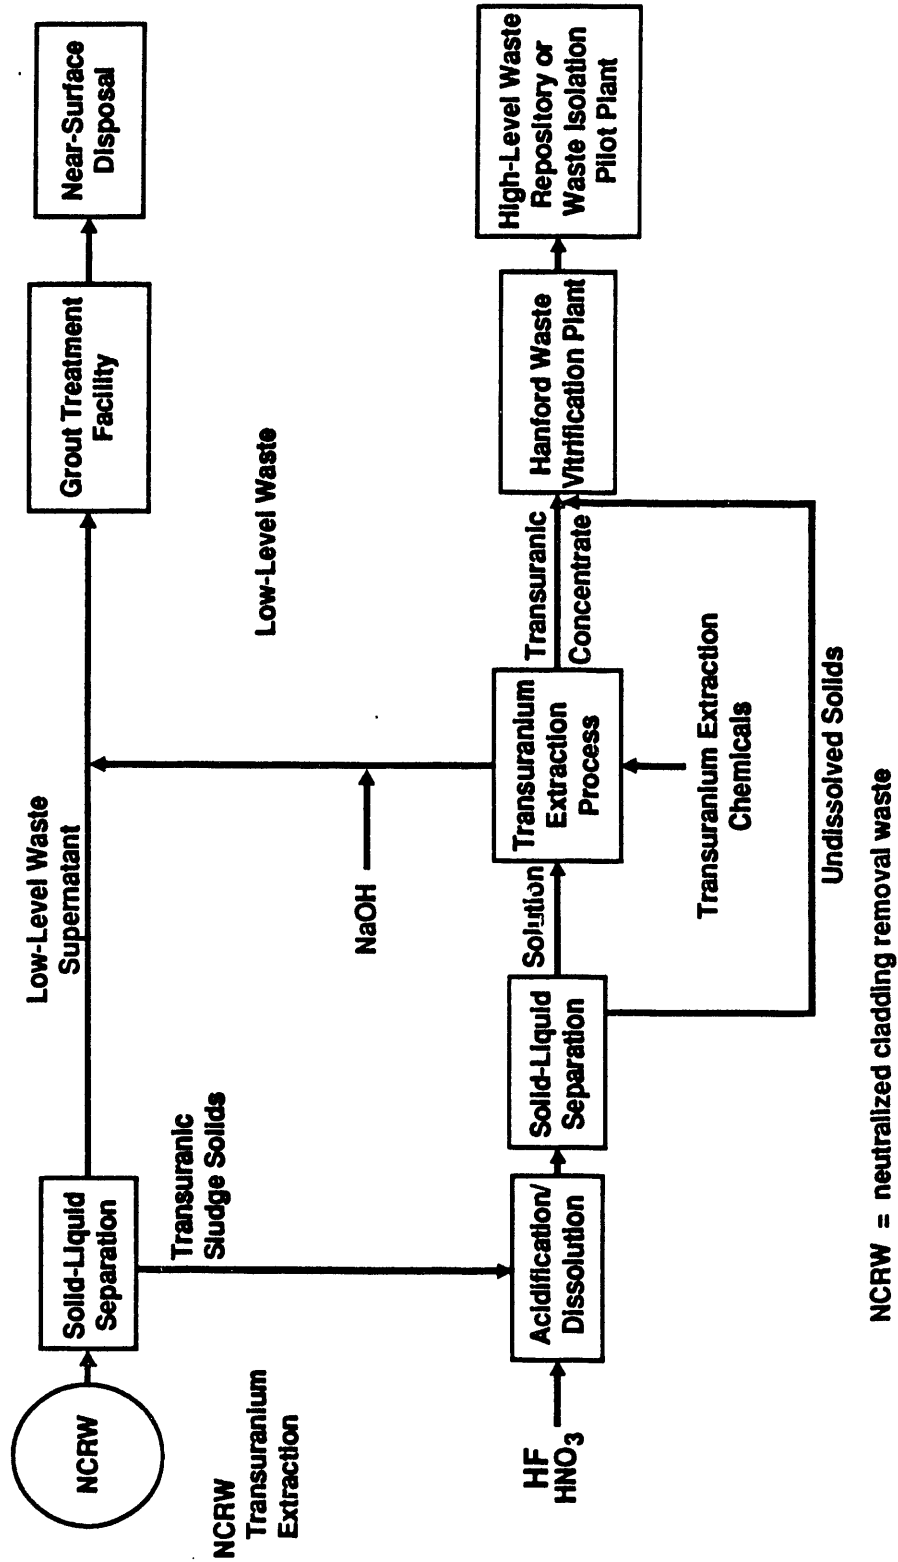 NCRW
Transuranium
Extraction
NCRW
Solid-Liquid
Separation
Low-Level Waste
Supernatant
Grout Treatment
Facility
Near-Surface
Disposal
Transuranic
Sludge Solids
NaOH
Low-Level Waste
HF
HNO3
Acidification/
Dissolution
Solid-Liquid
Separation
Solution
Transuranium
Extraction
Process
Transuranic
Concentrate
Hanford Waste
Vitrification Plant
High-Level Waste
Repository or
Waste Isolation
Pilot Plant
Transuranium Extraction
Chemicals
Undissolved Solids
NCRW = neutralized cladding removal waste